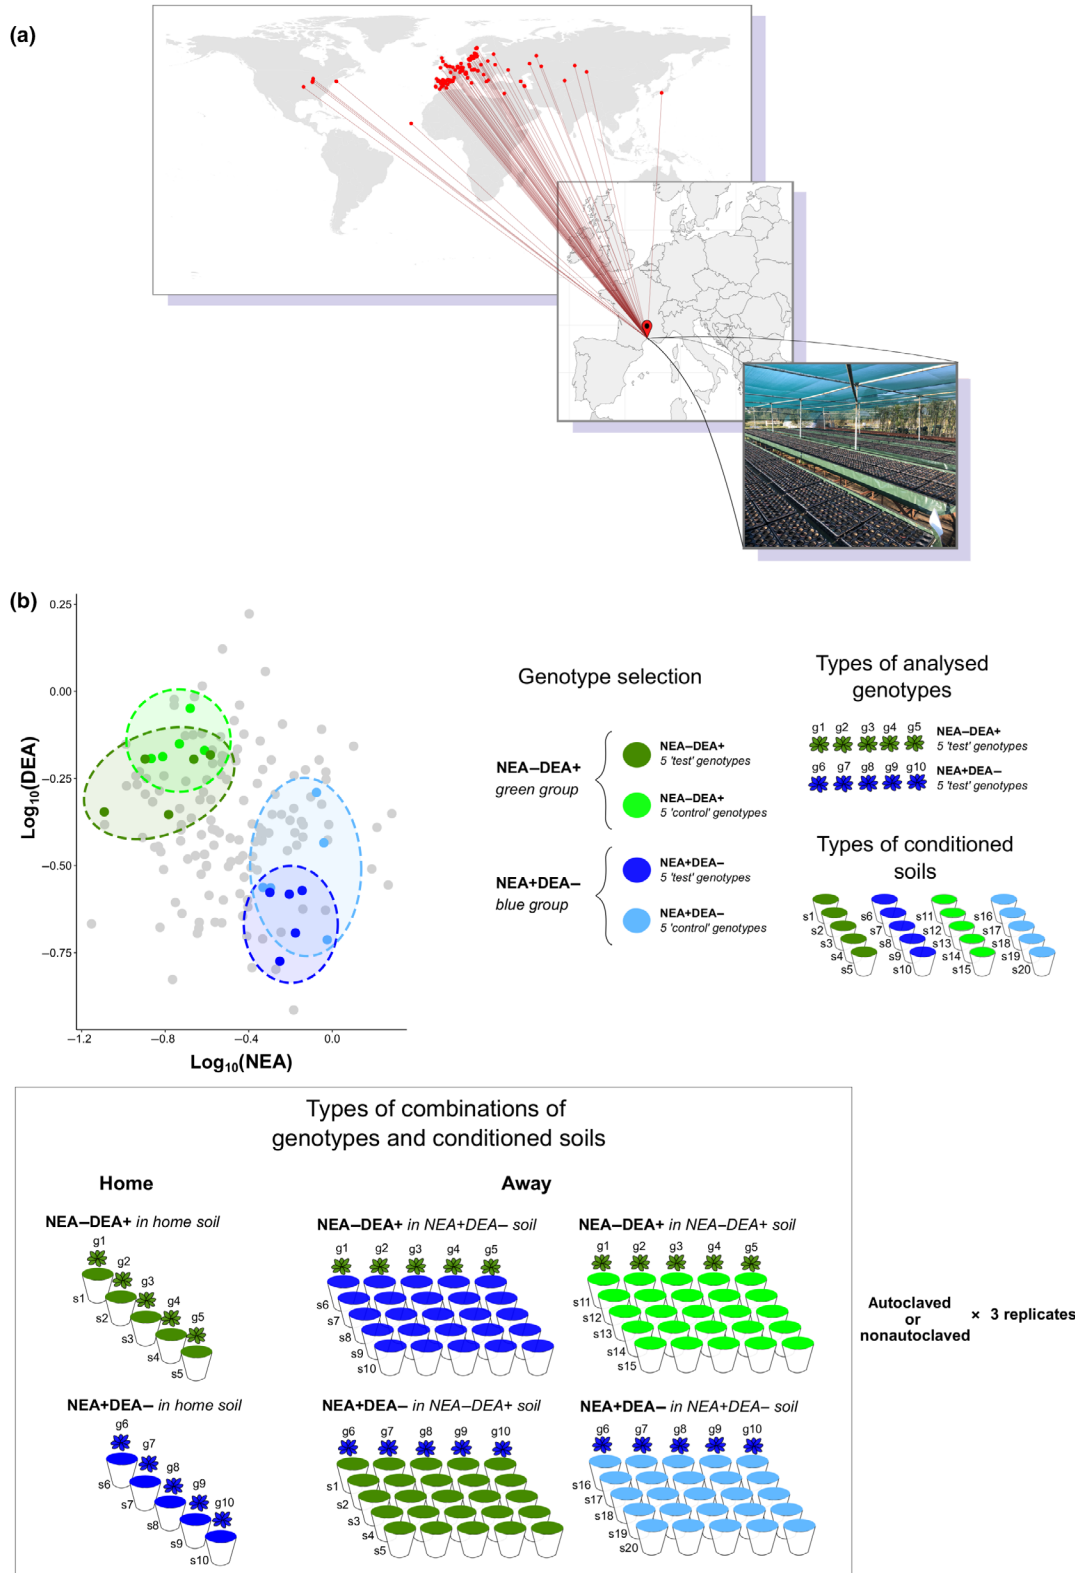 (a)
(b)
0.25
0.00
−0.25
−0.50
−0.75
Log10(DEA)
−1.2
−0.8
−0.4
0.0
Log10(NEA)
Genotype selection
NEA−DEA+
green group
NEA−DEA+
5 'test' genotypes
NEA−DEA+
5 'control' genotypes
NEA+DEA−
blue group
NEA+DEA−
5 'test' genotypes
NEA+DEA−
5 'control' genotypes
Types of analysed
genotypes
g1 g2 g3 g4 g5
NEA−DEA+
5 'test' genotypes
g6 g7 g8 g9 g10
NEA+DEA−
5 'test' genotypes
Types of conditioned
soils
s1
s2
s3
s4
s5
s6
s7
s8
s9
s10
s11
s12
s13
s14
s15
s16
s17
s18
s19
s20
Types of combinations of
genotypes and conditioned soils
Home
Away
NEA−DEA+ in home soil
g1
g2
g3
g4
g5
s1
s2
s3
s4
s5
NEA−DEA+ in NEA+DEA− soil
g1 g2 g3 g4 g5
s6
s7
s8
s9
s10
NEA−DEA+ in NEA−DEA+ soil
g1 g2 g3 g4 g5
s11
s12
s13
s14
s15
NEA+DEA− in home soil
g6
g7
g8
g9
g10
s6
s7
s8
s9
s10
NEA+DEA− in NEA−DEA+ soil
g6 g7 g8 g9 g10
s1
s2
s3
s4
s5
NEA+DEA− in NEA+DEA− soil
g6 g7 g8 g9 g10
s16
s17
s18
s19
s20
Autoclaved
or
nonautoclaved
× 3 replicates